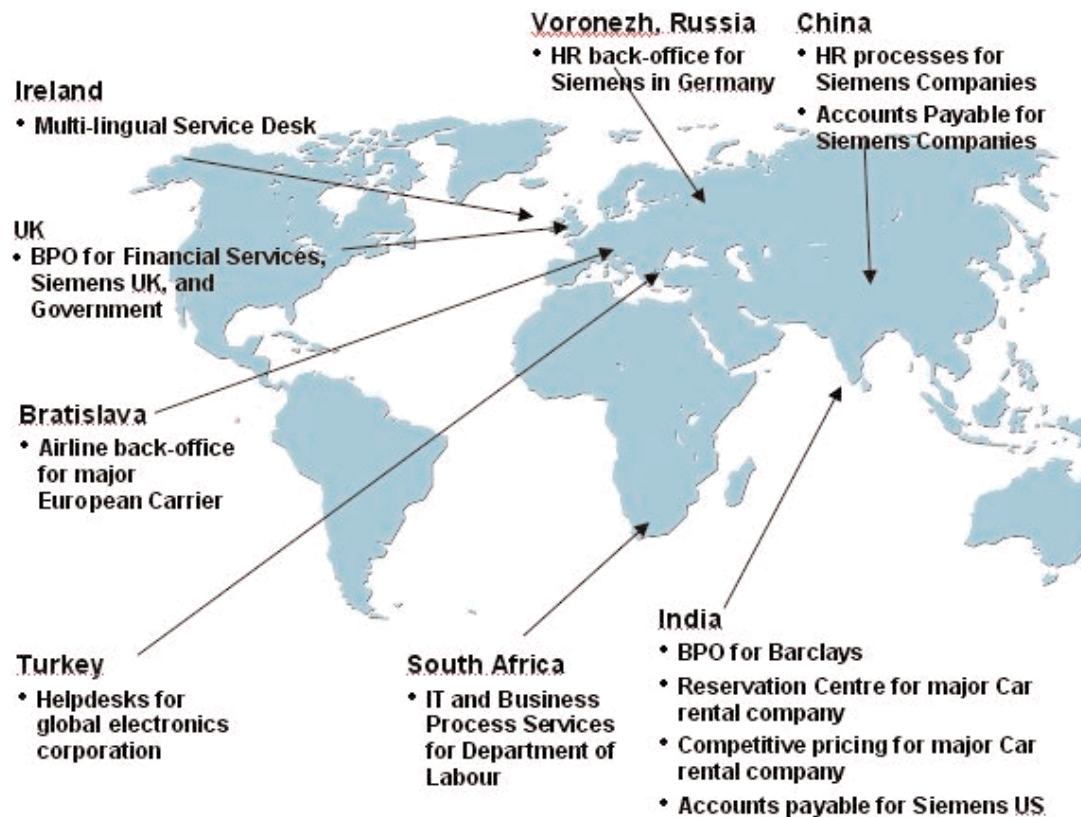 Voronezh, Russia
• HR back-office for
Siemens in Germany
China
• HR processes for
Siemens Companies
• Accounts Payable for
Siemens Companies
Ireland
• Multi-lingual Service Desk
UK
• BPO for Financial Services,
Siemens UK, and
Government
Bratislava
• Airline back-office
for major
European Carrier
Turkey
• Helpdesks for
global electronics
corporation
South Africa
• IT and Business
Process Services
for Department of
Labour
India
• BPO for Barclays
• Reservation Centre for major Car
rental company
• Competitive pricing for major Car
rental company
• Accounts payable for Siemens US